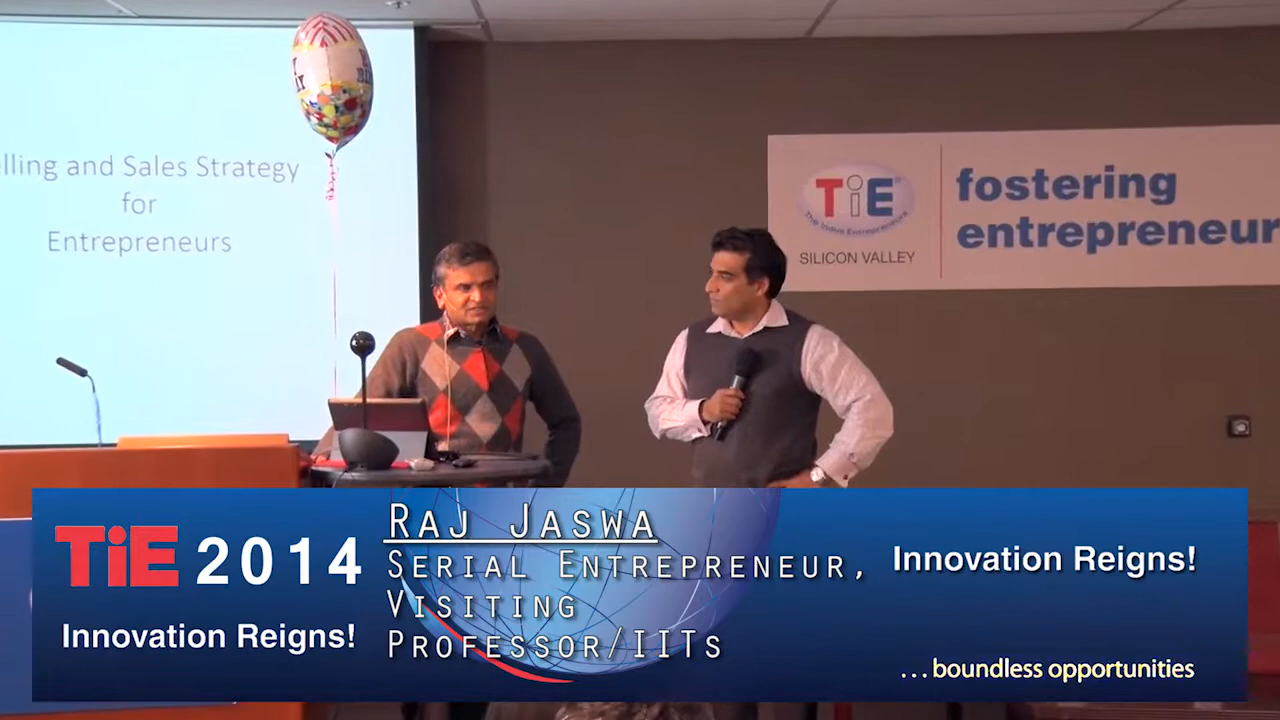 lling and Sales Strategy
for
Entrepreneurs
TiE
The Indus Entrepreneurs
SILICON VALLEY
fostering
entrepreneur
TiE 2014
Innovation Reigns!
Raj Jaswa
Serial Entrepreneur,
Visiting
Professor/IITs
Innovation Reigns!
...boundless opportunities